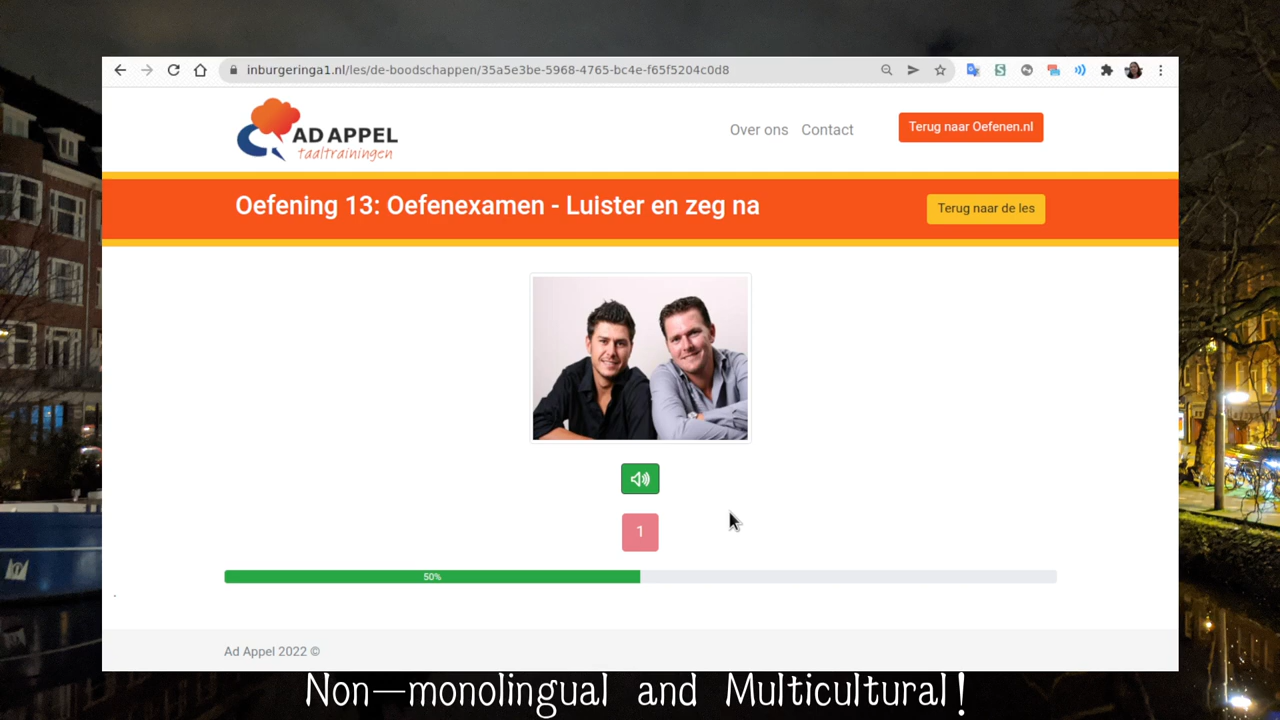 inburgeringa1.nl/les/de-boodschappen/35a5e3be-5968-4765-bc4e-f65f5204c0d8
AD APPEL
taaltrainingen
Over ons Contact
Terug naar Oefenen.nl
Oefening 13: Oefenexamen - Luister en zeg na
Terug naar de les
1
50%
Ad Appel 2022 ©
Non-monolingual and Multicultural!